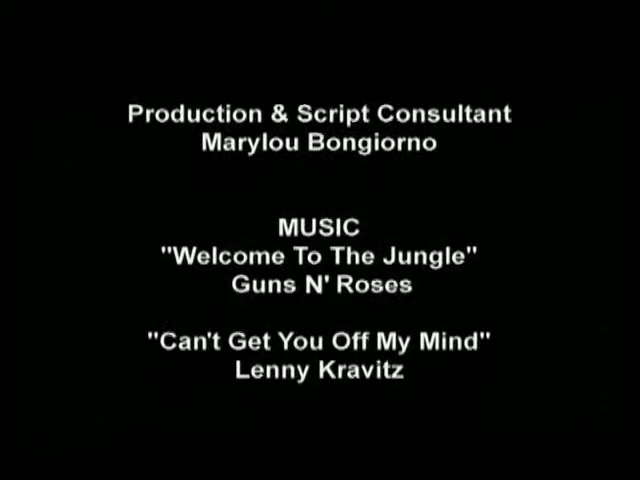 Production & Script Consultant
Marylou Bongiorno
MUSIC
"Welcome To The Jungle"
Guns N' Roses
"Can't Get You Off My Mind"
Lenny Kravitz